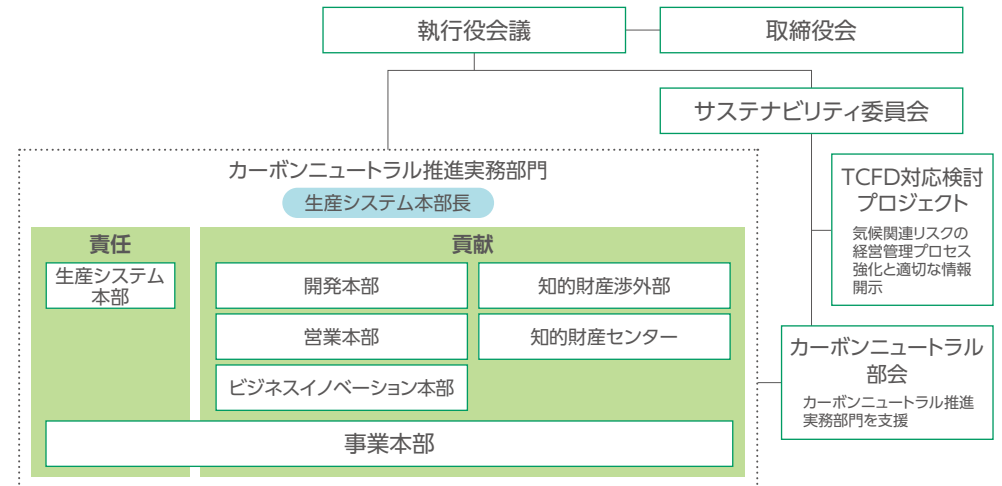 執行役会議
取締役会
サステナビリティ委員会
カーボンニュートラル推進実務部門
生産システム本部長
責任
生産システム
本部
貢献
開発本部
知的財産渉外部
営業本部
知的財産センター
ビジネスイノベーション本部
事業本部
TCFD対応検討
プロジェクト
気候関連リスクの
経営管理プロセス
強化と適切な情報
開示
カーボンニュートラル
部会
カーボンニュートラル推進
実務部門を支援